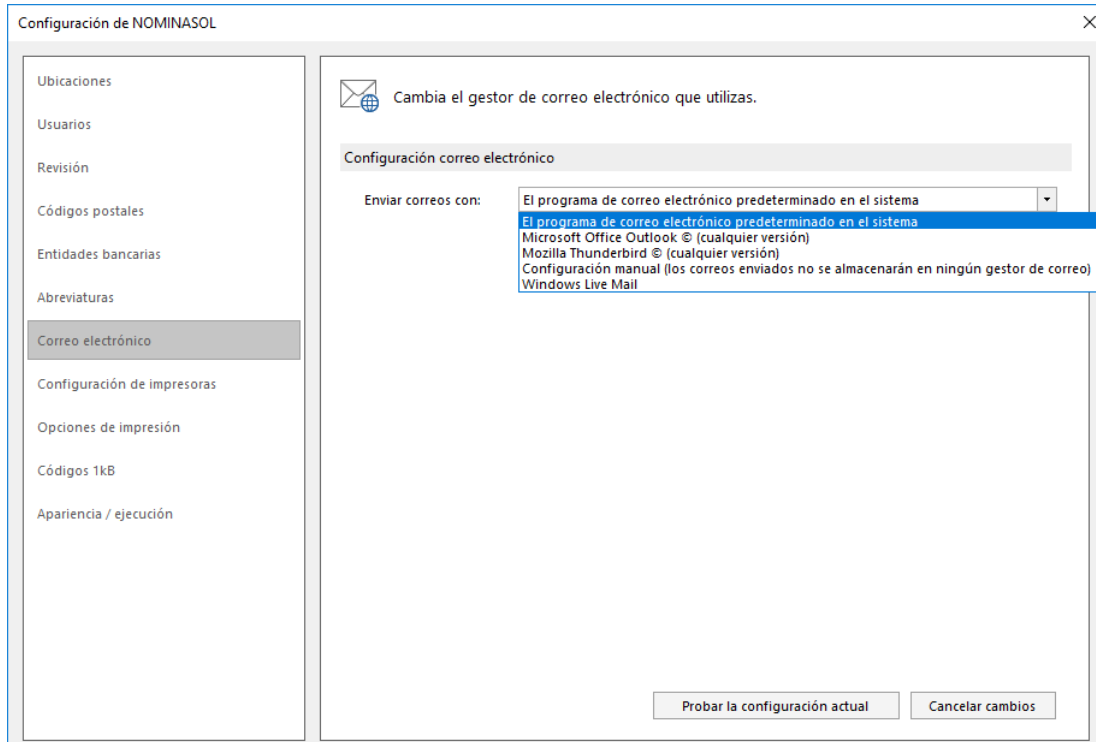 Configuración de NOMINASOL
Ubicaciones
Usuarios
Revisión
Códigos postales
Entidades bancarias
Abreviaturas
Correo electrónico
Configuración de impresoras
Opciones de impresión
Códigos 1kB
Apariencia / ejecución
Cambia el gestor de correo electrónico que utilizas.
Configuración correo electrónico
Enviar correos con: El programa de correo electrónico predeterminado en el sistema
El programa de correo electrónico predeterminado en el sistema
Microsoft Office Outlook © (cualquier versión)
Mozilla Thunderbird © (cualquier versión)
Configuración manual (los correos enviados no se almacenarán en ningún gestor de correo)
Windows Live Mail
Probar la configuración actual Cancelar cambios